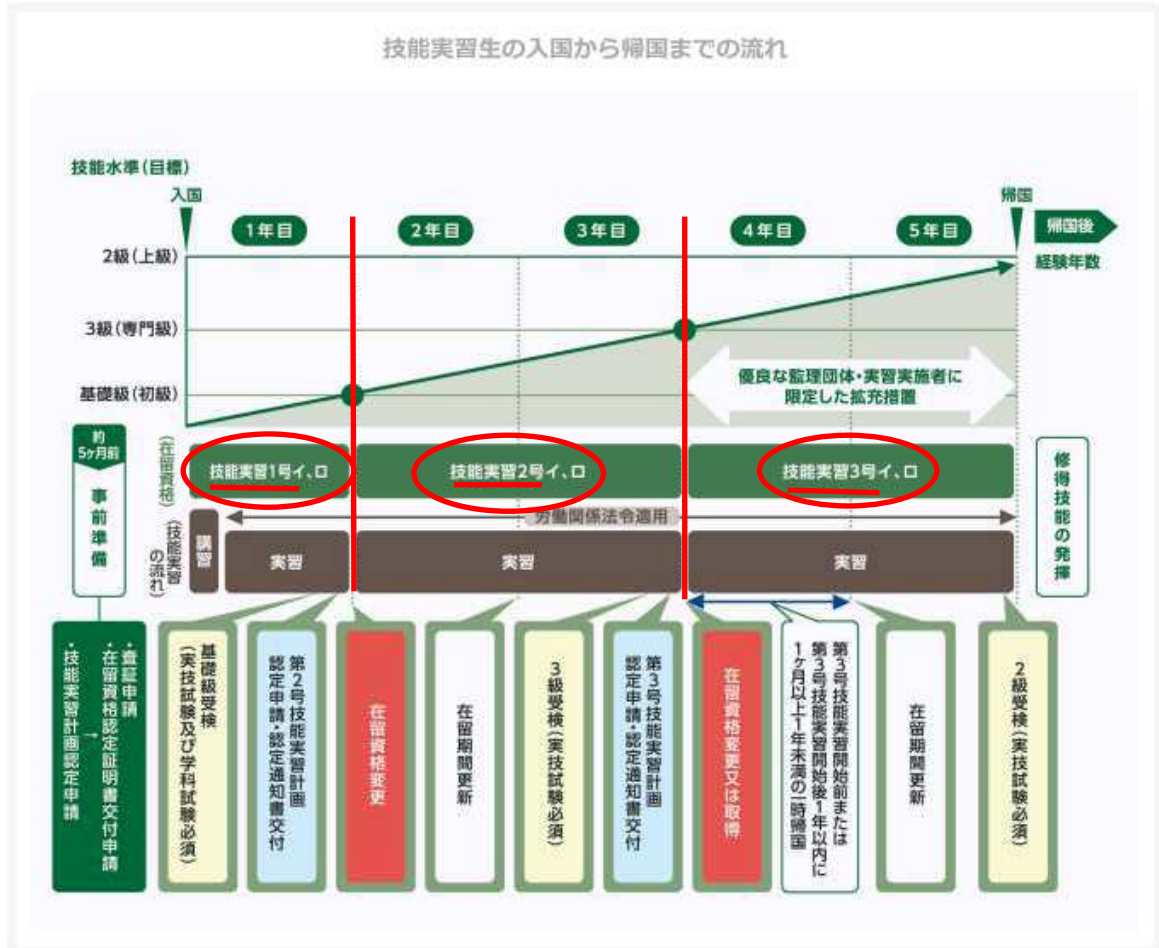 技能実習生の入国から帰国までの流れ
技能水準(目標)
入国
帰国
1年目
2年目
3年目
4年目
5年目
帰国後
経験年数
2級(上級)
3級(専門級)
基礎級(初級)
優良な監理団体・実習実施者に
限定した拡充措置
約
5ヶ月前
事前準備
(在留資格)
技能実習1号イ、ロ
技能実習2号イ、ロ
技能実習3号イ、ロ
労働関係法令適用
(技能実習
の流れ)
講習
実習
実習
実習
修得技能の発揮
・査証申請
・在留資格認定証明書交付申請
↑
・技能実習計画認定申請
基礎級受検
(実技試験及び学科試験必須)
第2号技能実習計画
認定申請・認定通知書交付
在留資格変更
在留期間更新
3級受検(実技試験必須)
第3号技能実習計画
認定申請・認定通知書交付
在留資格変更又は取得
第3号技能実習開始前または
第3号技能実習開始後1年以内に
1ヶ月以上1年未満の一時帰国
在留期間更新
2級受検(実技試験必須)